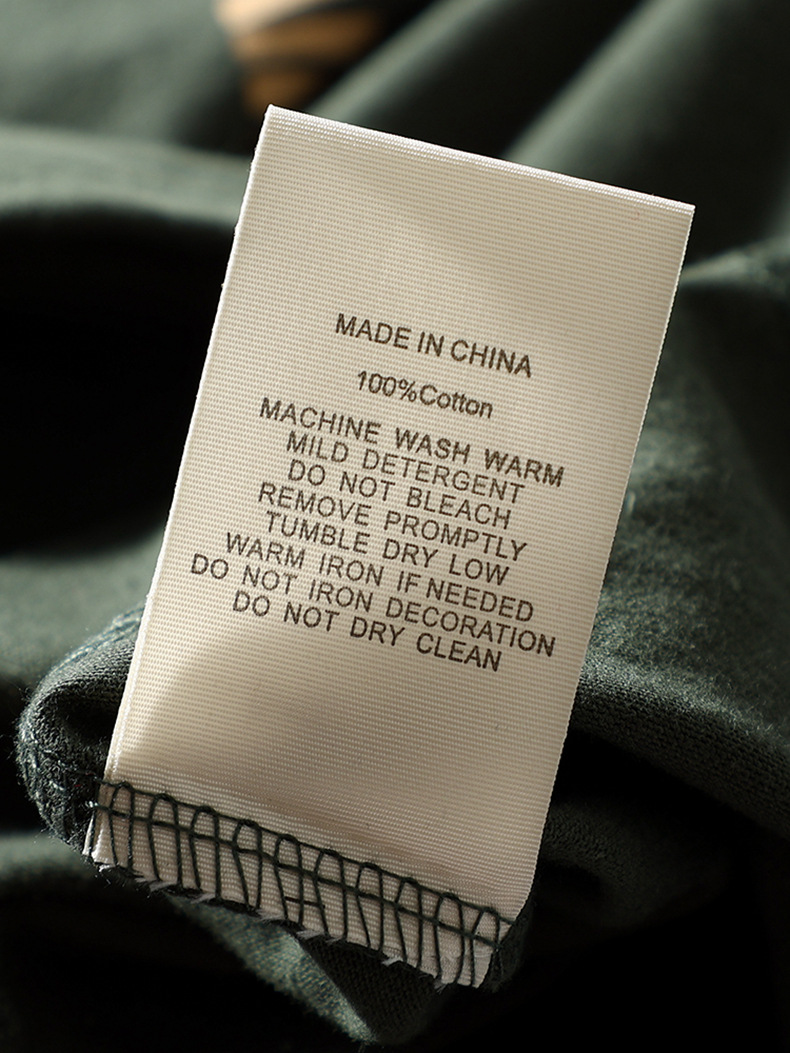 MADE IN CHINA
100%Cotton
MACHINE WASH WARM
MILD DETERGENT
DO NOT BLEACH
REMOVE PROMPTLY
TUMBLE DRY LOW
WARM IRON IF NEEDED
DO NOT IRON DECORATION
DO NOT DRY CLEAN